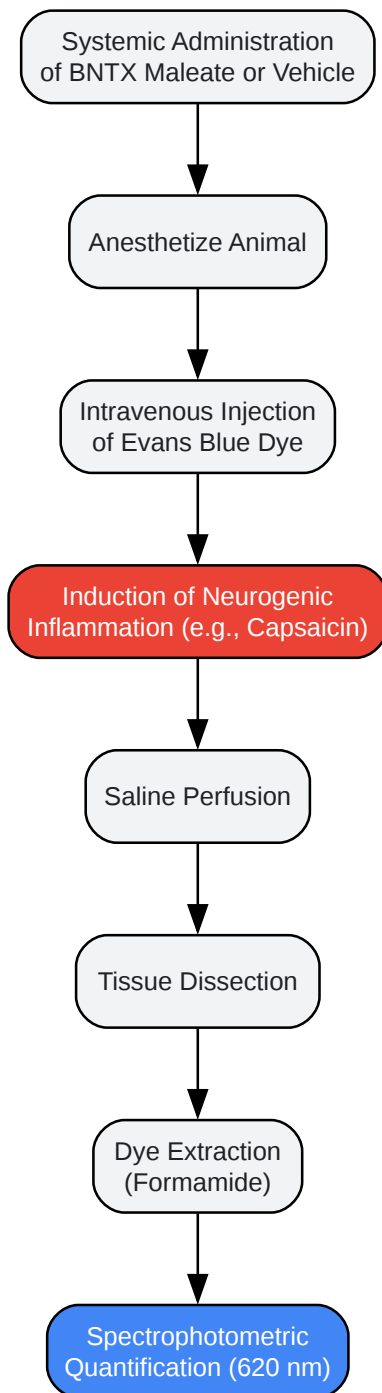 Systemic Administration
of BNTX Maleate or Vehicle
Anesthetize Animal
Intravenous Injection
of Evans Blue Dye
Induction of Neurogenic
Inflammation (e.g., Capsaicin)
Saline Perfusion
Tissue Dissection
Dye Extraction
(Formamide)
Spectrophotometric
Quantification (620 nm)